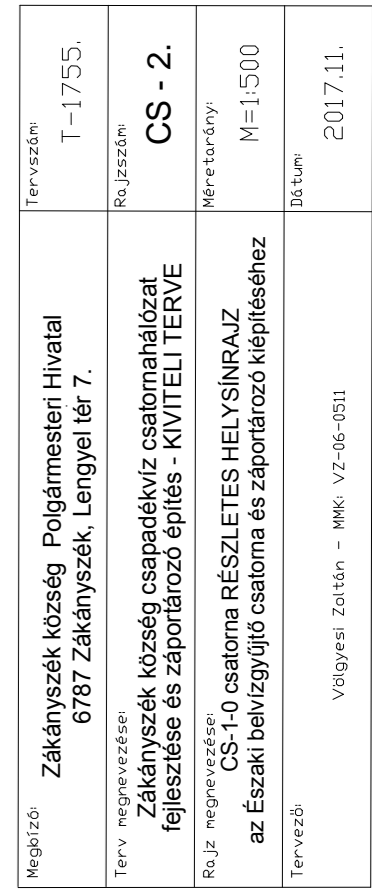 Megbízó:
Zákányszék község Polgármesteri Hivatal
6787 Zákányszék, Lengyel tér 7.
Tervszám:
T-1755.
Terv megnevezése:
Zákányszék község csapadékvíz csatornahálózat
fejlesztése és záportározó építés - KIVITELI TERVE
Rajzszám:
CS - 2.
Rajz megnevezése:
CS-1-0 csatorna RÉSZLETES HELYSÍNRAJZ
az Északi belvízgyűjtő csatorna és záportározó kiépítéséhez
Méretarány:
M=1:500
Tervező:
Völgyesi Zoltán - MMK: VZ-06-0511
Dátum:
2017.11.